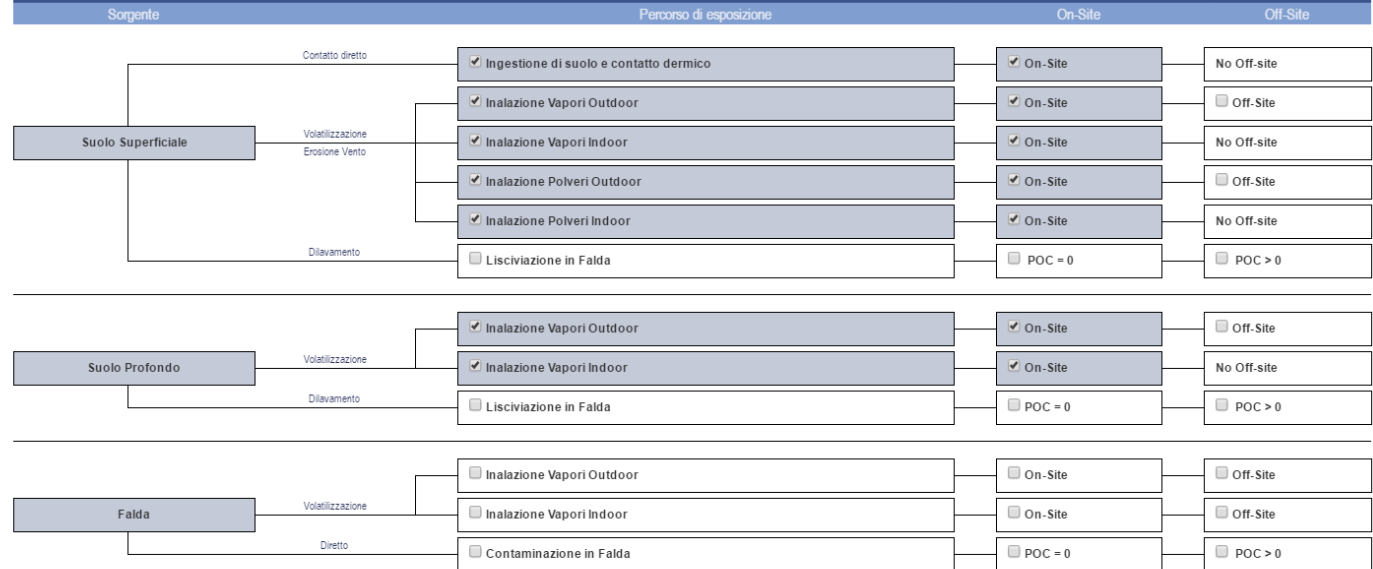 Sorgente Percorso di esposizione On-Site Off-Site
Contatto diretto
Ingestione di suolo e contatto dermico On-Site No Off-site
Inalazione Vapori Outdoor On-Site Off-Site
Suolo Superficiale Volatilizzazione Inalazione Vapori Indoor On-Site No Off-site
Erosione Vento
Inalazione Polveri Outdoor On-Site Off-Site
Inalazione Polveri Indoor On-Site No Off-site
Dilavamento
Lisciviazione in Falda POC = 0 POC > 0
Inalazione Vapori Outdoor On-Site Off-Site
Suolo Profondo Volatilizzazione Inalazione Vapori Indoor On-Site No Off-site
Dilavamento
Lisciviazione in Falda POC = 0 POC > 0
Inalazione Vapori Outdoor On-Site Off-Site
Falda Volatilizzazione Inalazione Vapori Indoor On-Site Off-Site
Diretto
Contaminazione in Falda POC = 0 POC > 0